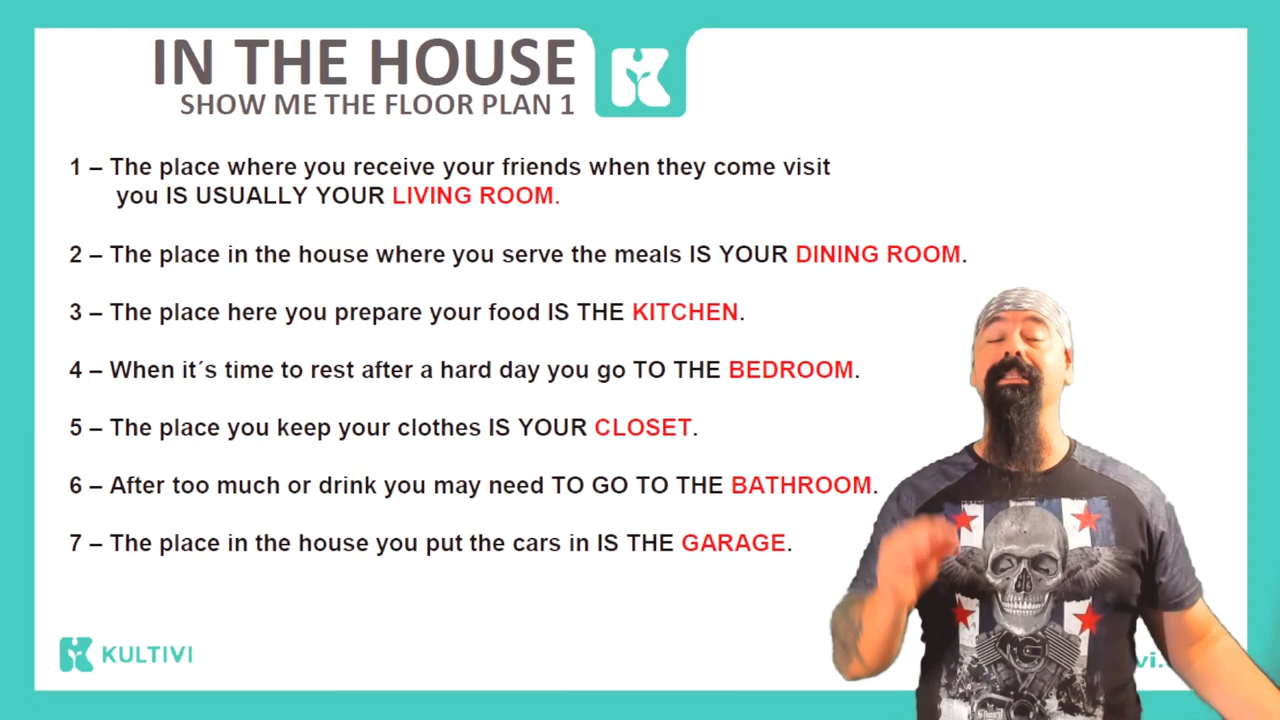 IN THE HOUSE
SHOW ME THE FLOOR PLAN 1
1 – The place where you receive your friends when they come visit
you IS USUALLY YOUR LIVING ROOM.
2 – The place in the house where you serve the meals IS YOUR DINING ROOM.
3 – The place here you prepare your food IS THE KITCHEN.
4 – When it´s time to rest after a hard day you go TO THE BEDROOM.
5 – The place you keep your clothes IS YOUR CLOSET.
6 – After too much or drink you may need TO GO TO THE BATHROOM.
7 – The place in the house you put the cars in IS THE GARAGE.
KULTIVI